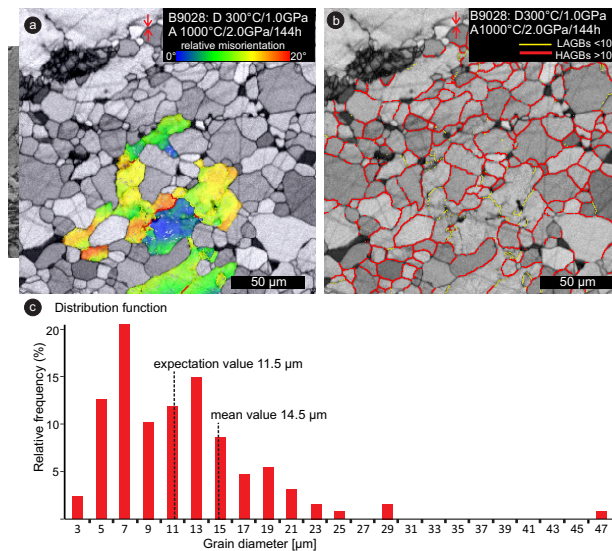 a
B9028: D 300°C/1.0GPa
A 1000°C/2.0GPa/144h
relative misorientation
0°
20°
50 µm
b
B9028: D 300°C/1.0GPa
A1000°C/2.0GPa/144h
LAGBs <10
HAGBs >10
50 µm
c Distribution function
20
15
10
5
Relative frequency (%)
expectation value 11.5 µm
mean value 14.5 µm
3 5 7 9 11 13 15 17 19 21 23 25 27 29 31 33 35 37 39 41 43 45 47
Grain diameter [µm]